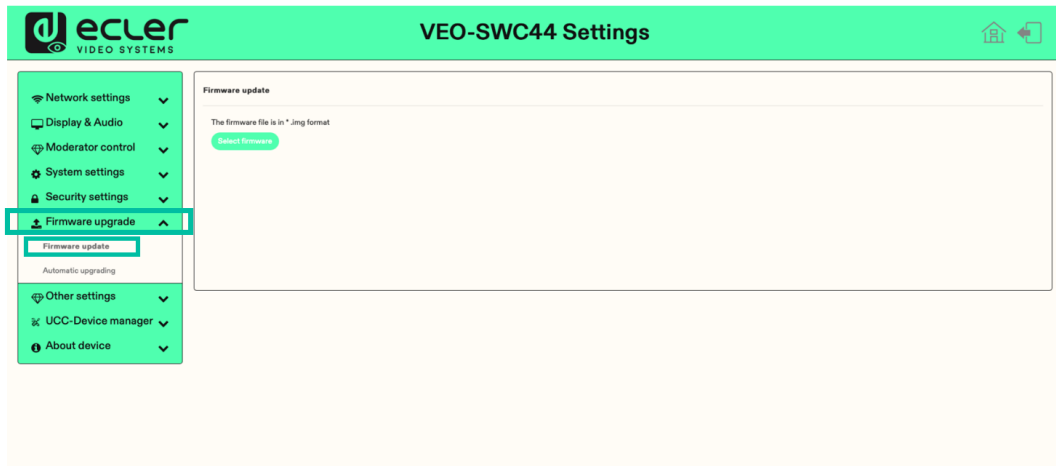 ecler
VIDEO SYSTEMS
VEO-SWC44 Settings
Network settings
Display & Audio
Moderator control
System settings
Security settings
Firmware upgrade
Firmware update
Automatic upgrading
Other settings
UCC-Device manager
About device
Firmware update
The firmware file is in * .img format
Select firmware